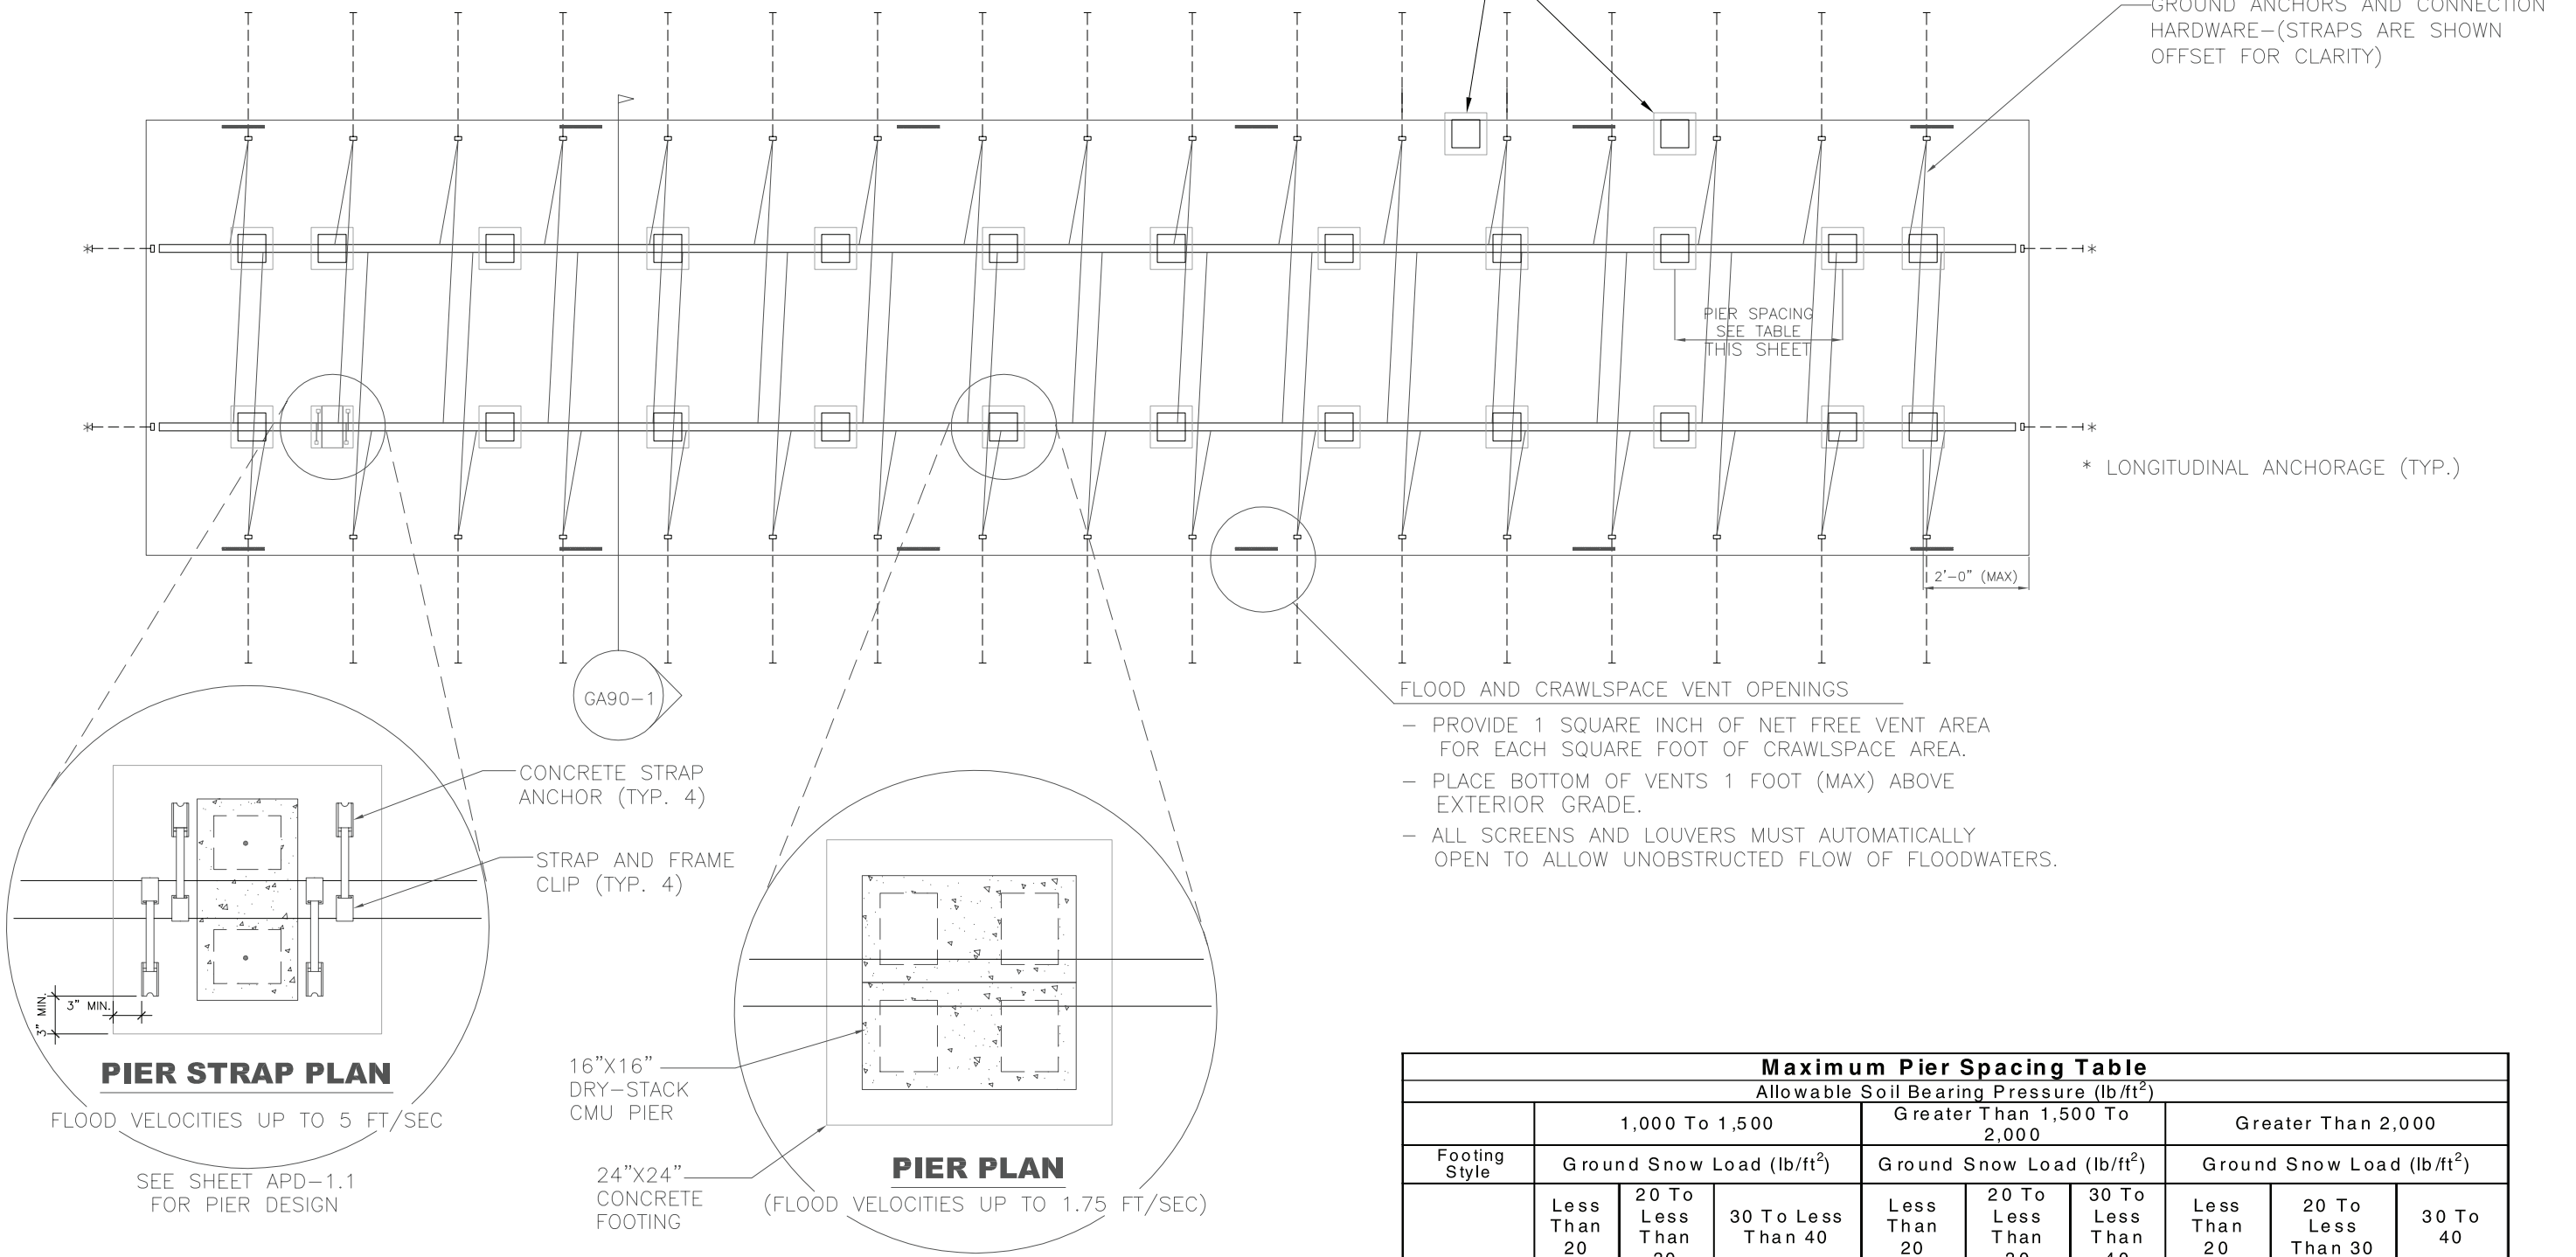 GROUND ANCHORS AND CONNECTION
HARDWARE-(STRAPS ARE SHOWN
OFFSET FOR CLARITY)
PIER SPACING
SEE TABLE
THIS SHEET
* LONGITUDINAL ANCHORAGE (TYP.)
2'-0" (MAX)
GA90-1
FLOOD AND CRAWLSPACE VENT OPENINGS
- PROVIDE 1 SQUARE INCH OF NET FREE VENT AREA
FOR EACH SQUARE FOOT OF CRAWLSPACE AREA.
- PLACE BOTTOM OF VENTS 1 FOOT (MAX) ABOVE
EXTERIOR GRADE.
- ALL SCREENS AND LOUVERS MUST AUTOMATICALLY
OPEN TO ALLOW UNOBSTRUCTED FLOW OF FLOODWATERS.
CONCRETE STRAP
ANCHOR (TYP. 4)
STRAP AND FRAME
CLIP (TYP. 4)
3" MIN.
3" MIN.
PIER STRAP PLAN
FLOOD VELOCITIES UP TO 5 FT/SEC
SEE SHEET APD-1.1
FOR PIER DESIGN
16"X16"
DRY-STACK
CMU PIER
24"X24"
CONCRETE
FOOTING
PIER PLAN
(FLOOD VELOCITIES UP TO 1.75 FT/SEC)
Maximum Pier Spacing Table
Allowable Soil Bearing Pressure (lb/ft²)
1,000 To 1,500
Greater Than 1,500 To
2,000
Greater Than 2,000
Footing
Style
Ground Snow Load (lb/ft²)
Ground Snow Load (lb/ft²)
Ground Snow Load (lb/ft²)
Less
Than
20
20 To
Less
Than
30 To Less
Than 40
Less
Than
20
20 To
Less
Than
30 To
Less
Than
Less
Than
20
20 To
Less
Than 30
30 To
40